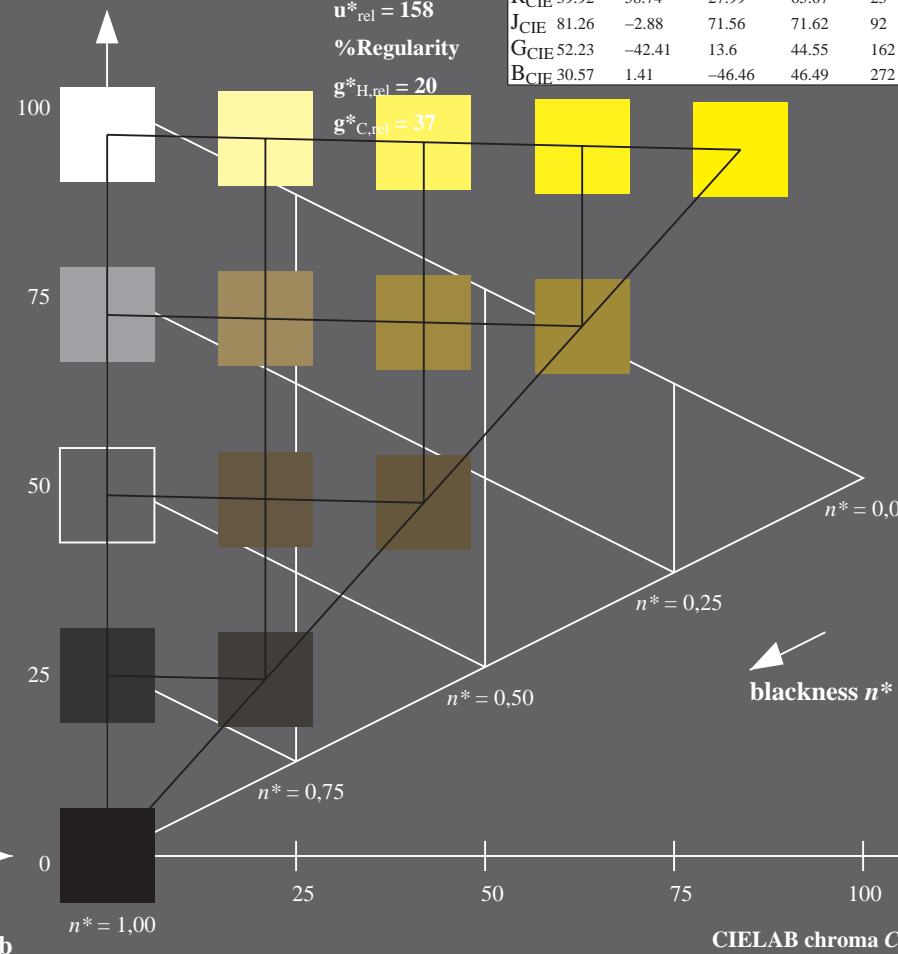 u*rel = 158
%Regularity
g*H,rel = 20
g*C,rel = 37
JCIE 81.26 −2.88 71.56 71.62 92
GCIE 52.23 −42.41 13.6 44.55 162
BCIE 30.57 1.41 −46.46 46.49 272
100
75
50
n* = 0,0
n* = 0,25
25
blackness n*
n* = 0,50
n* = 0,75
0
25 50 75 100
n* = 1,00
b
CIELAB chroma C